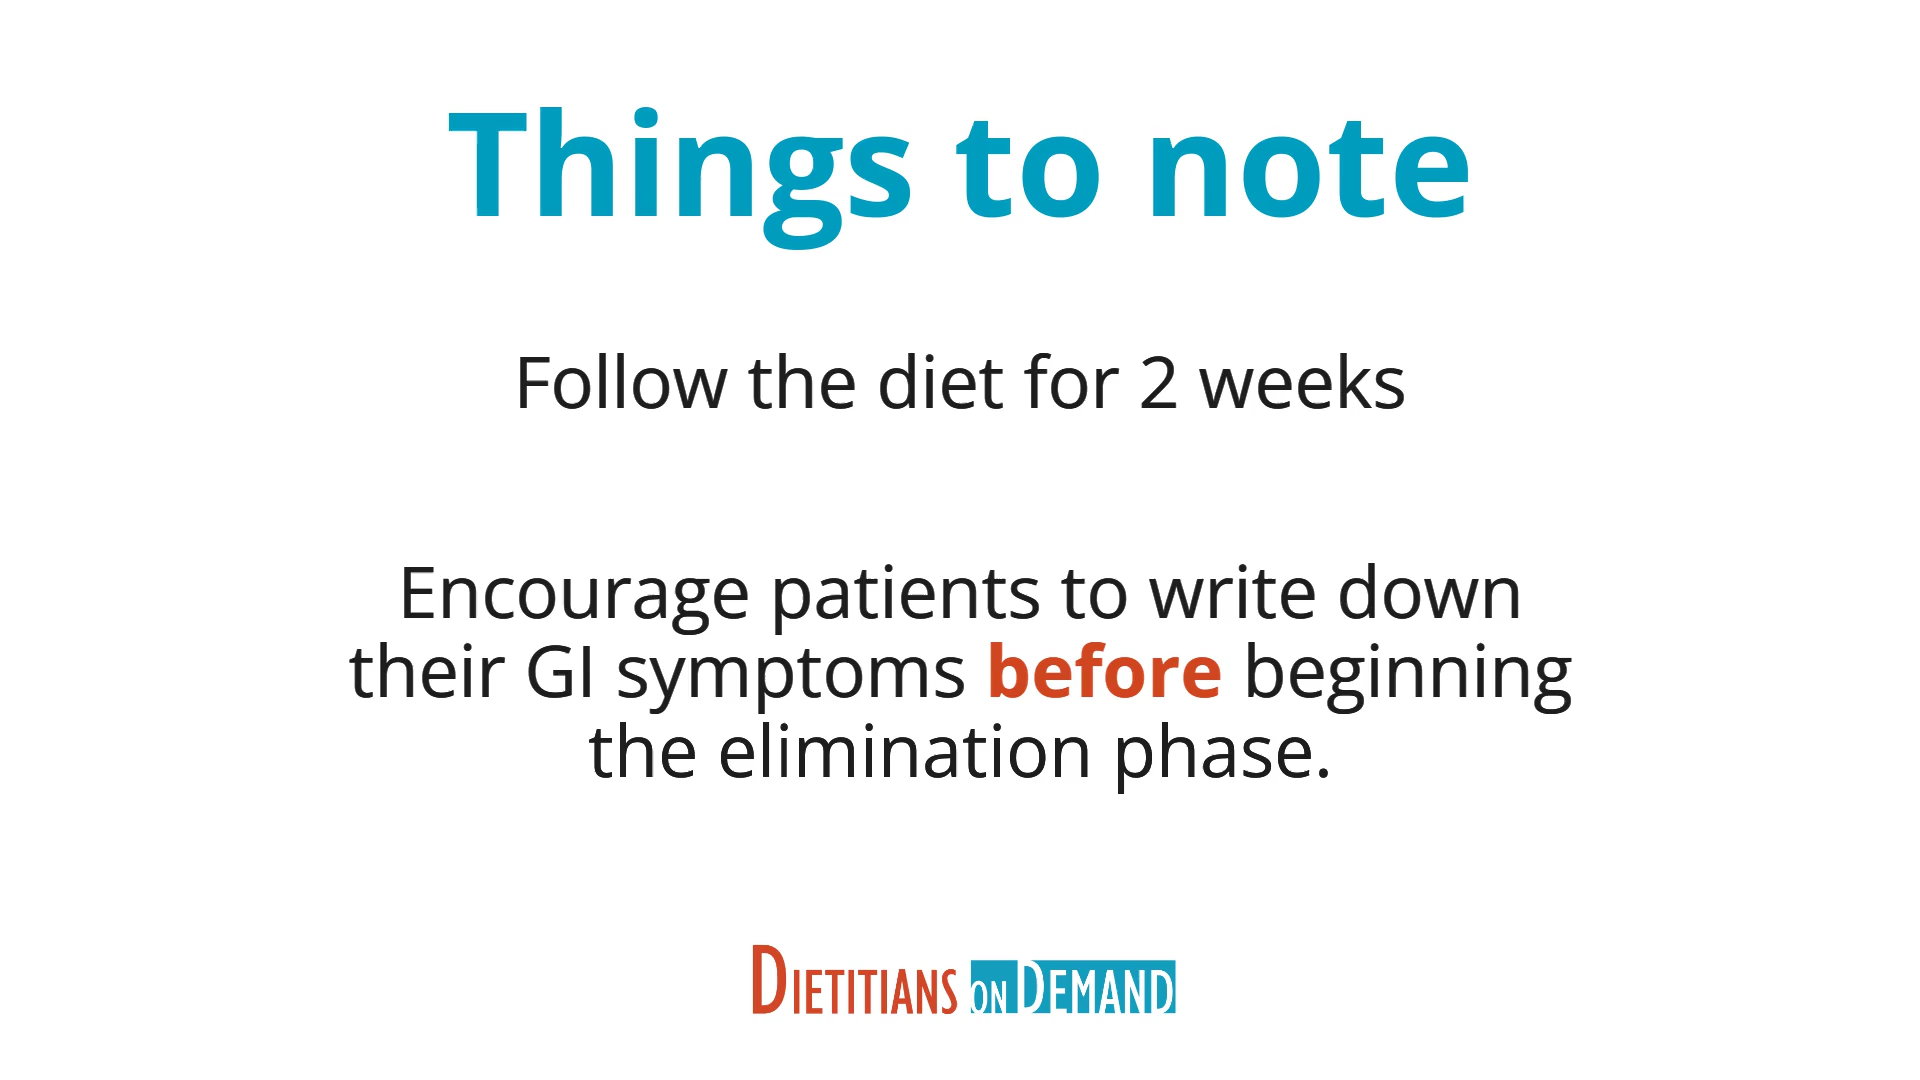 Things to note
Follow the diet for 2 weeks
Encourage patients to write down
their GI symptoms before beginning
the elimination phase.
DIETITIANS ON DEMAND